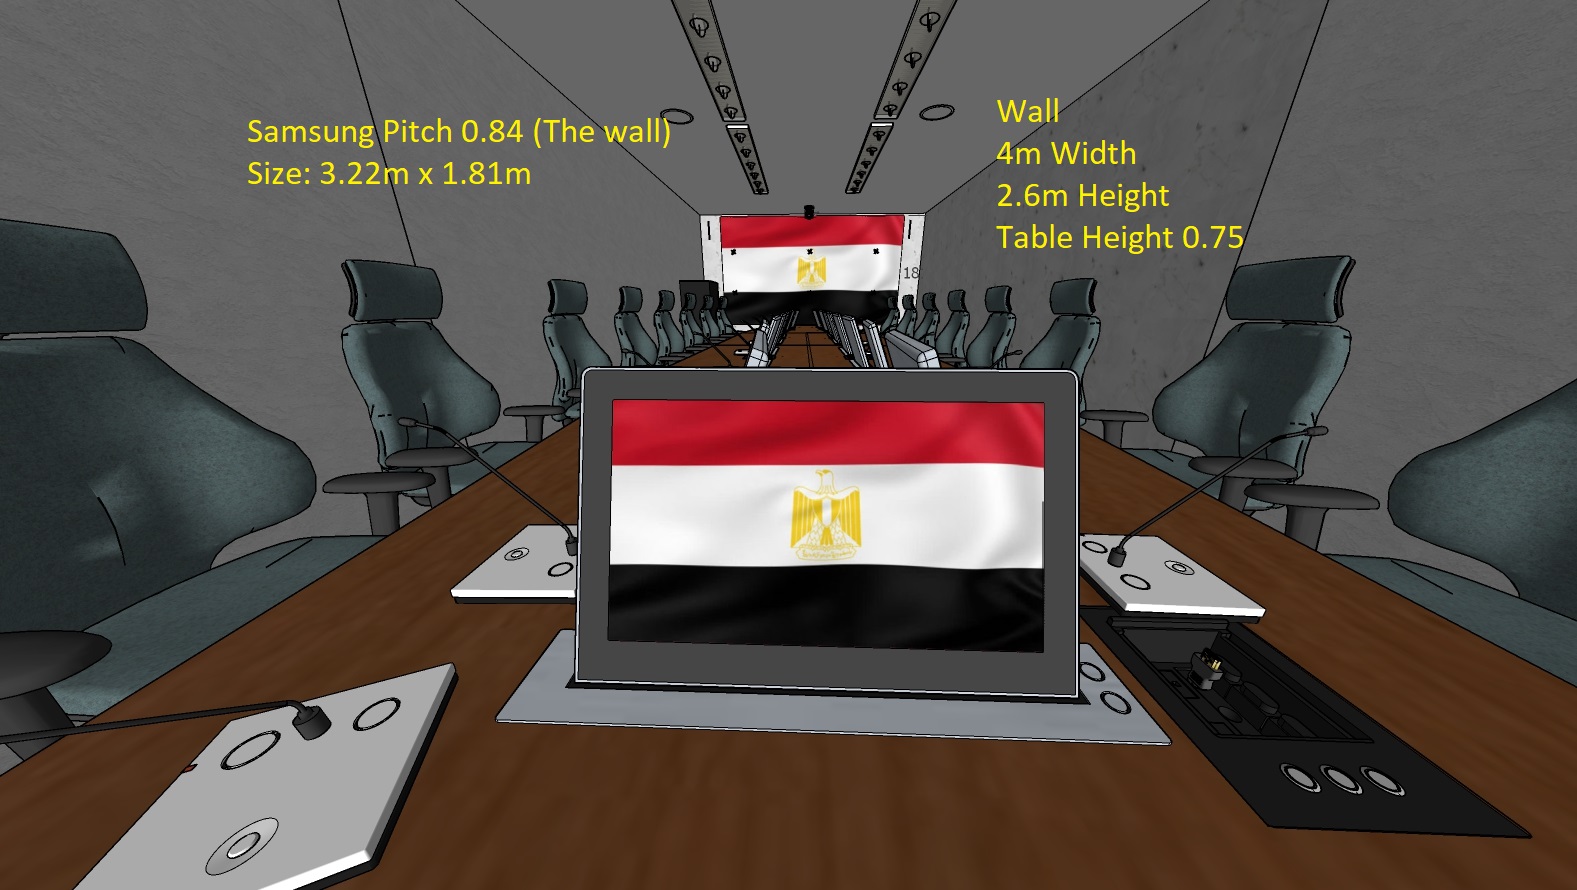 Samsung Pitch 0.84 (The wall)
Size: 3.22m x 1.81m
Wall
4m Width
2.6m Height
Table Height 0.75
18